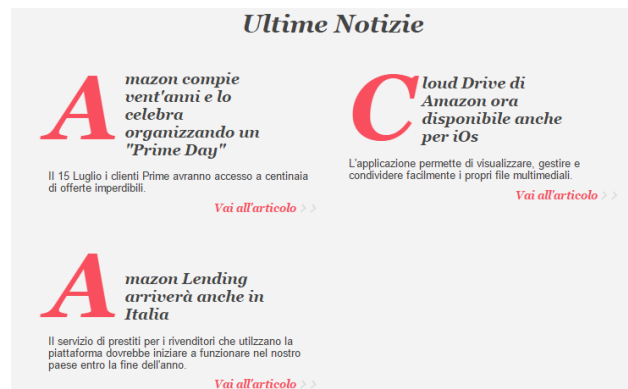 Ultime Notizie
Amazon compie
vent'anni e lo
celebra
organizzando un
"Prime Day"
Il 15 Luglio i clienti Prime avranno accesso a centinaia
di offerte imperdibili.
Vai all'articolo >>
Cloud Drive di
Amazon ora
disponibile anche
per iOs
L'applicazione permette di visualizzare, gestire e
condividere facilmente i propri file multimediali.
Vai all'articolo >>
Amazon Lending
arriverà anche in
Italia
Il servizio di prestiti per i rivenditori che utilzzano la
piattaforma dovrebbe iniziare a funzionare nel nostro
paese entro la fine dell'anno.
Vai all'articolo >>